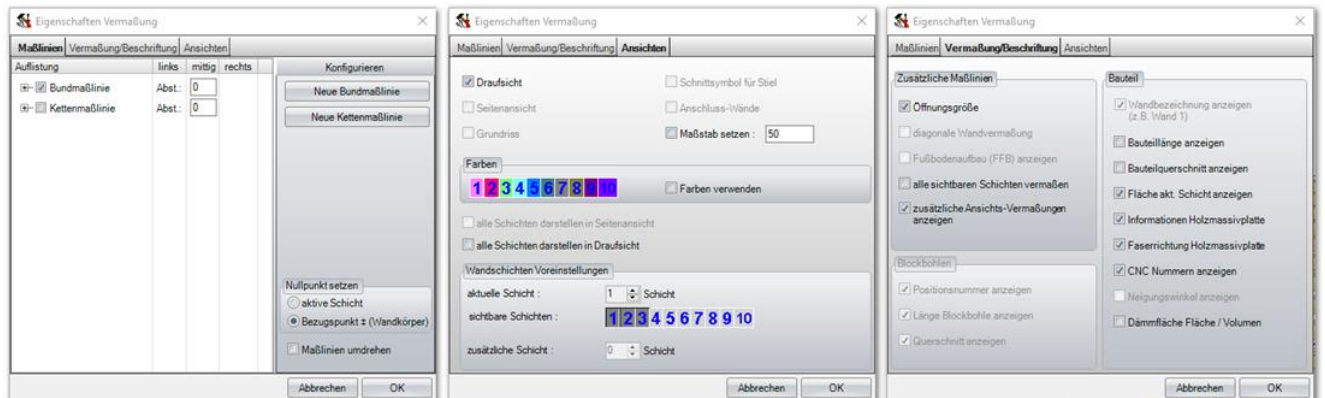 Eigenschaften Vermaßung
Maßlinien Vermaßung/Beschriftung Ansichten
Auflistung links mittig rechts
Bundmaßlinie Abst.: 0
Kettenmaßlinie Abst.: 0
Konfigurieren
Neue Bundmaßlinie
Neue Kettenmaßlinie
Nullpunkt setzen
aktive Schicht
Bezugspunkt ± (Wandkörper)
Maßlinien umdrehen
Abbrechen OK
Eigenschaften Vermaßung
Maßlinien Vermaßung/Beschriftung Ansichten
Draufsicht Schnittsymbol für Stiel
Seitenansicht Anschluss-Wände
Grundriss Maßstab setzen : 50
Farben
1 2 3 4 5 6 7 8 9 10 Farben verwenden
alle Schichten darstellen in Seitenansicht
alle Schichten darstellen in Draufsicht
Wandschichten Voreinstellungen
aktuelle Schicht : 1 Schicht
sichtbare Schichten : 1 2 3 4 5 6 7 8 9 10
zusätzliche Schicht : 0 Schicht
Abbrechen OK
Eigenschaften Vermaßung
Maßlinien Vermaßung/Beschriftung Ansichten
Zusätzliche Maßlinien
Öffnungsgröße
diagonale Wandvermaßung
Fußbodenaufbau (FFB) anzeigen
alle sichtbaren Schichten vermaßen
zusätzliche Ansichts-Vermaßungen
anzeigen
Blockbohlen
Positionsnummer anzeigen
Länge Blockbohle anzeigen
Querschnitt anzeigen
Bauteil
Wandbezeichnung anzeigen
(z.B. Wand 1)
Bauteillänge anzeigen
Bauteilquerschnitt anzeigen
Fläche akt. Schicht anzeigen
Informationen Holzmassivplatte
Faserrichtung Holzmassivplatte
CNC Nummern anzeigen
Neigungswinkel anzeigen
Dämmfläche Fläche / Volumen
Abbrechen OK